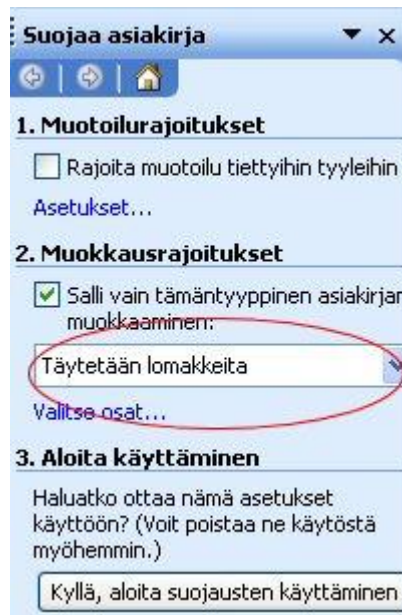 Suojaa asiakirja
1. Muotoilurajoitukset
Rajoita muotoilu tiettyihin tyyleihin
Asetukset...
2. Muokkausrajoitukset
Salli vain tämäntyyppinen asiakirjan
muokkaaminen:
Täytetään lomakkeita
Valitse osat...
3. Aloita käyttäminen
Haluatko ottaa nämä asetukset
käyttöön? (Voit poistaa ne käytöstä
myöhemmin.)
Kyllä, aloita suojausten käyttäminen